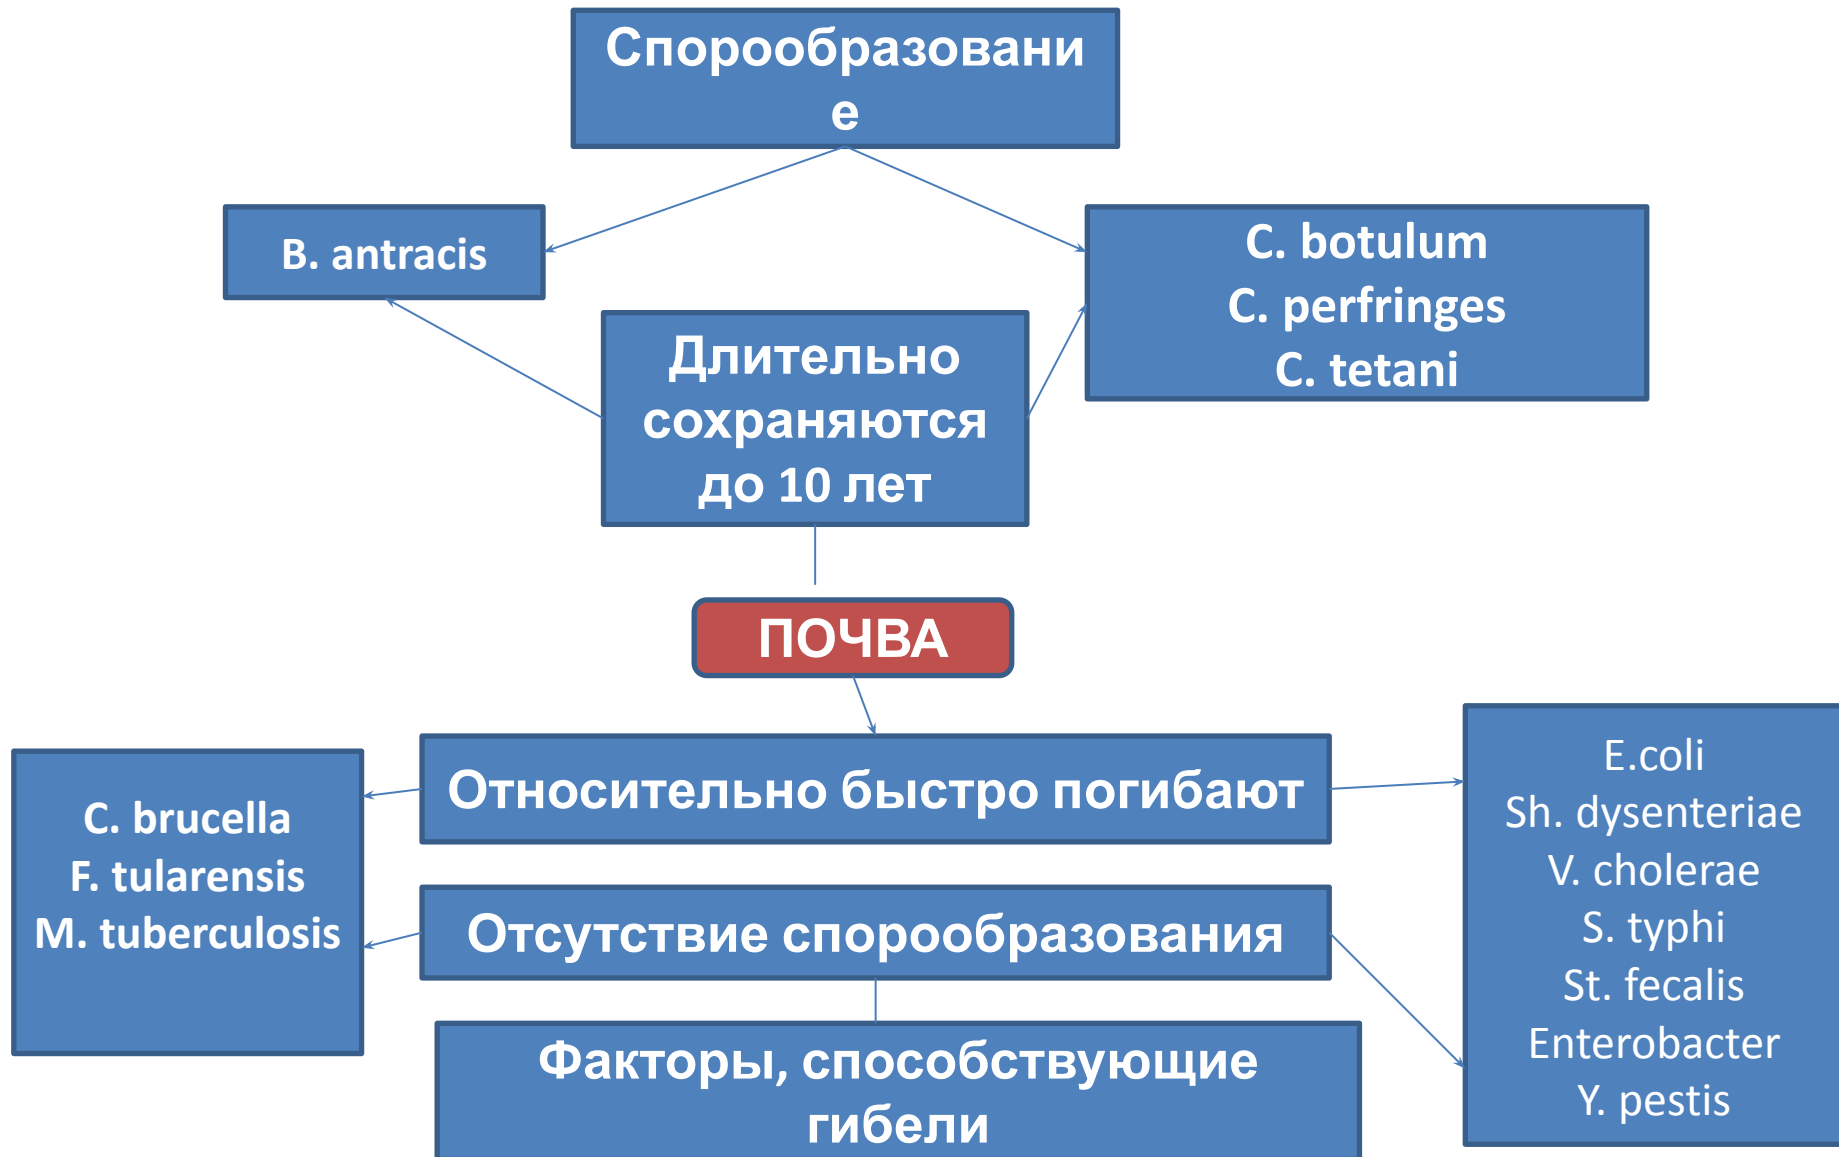 Спорообразовани
е
B. antracis
C. botulum
C. perfringes
C. tetani
Длительно
сохраняются
до 10 лет
ПОЧВА
Относительно быстро погибают
C. brucella
F. tularensis
M. tuberculosis
Отсутствие спорообразования
E.coli
Sh. dysenteriae
V. cholerae
S. typhi
St. fecalis
Enterobacter
Y. pestis
Факторы, способствующие
гибели